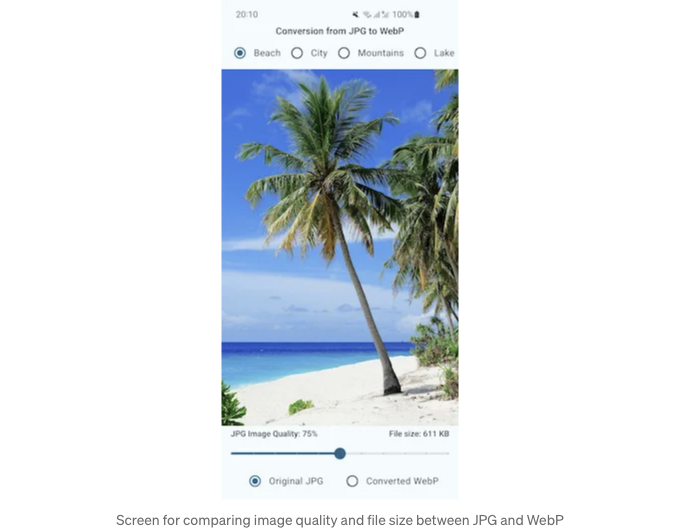 20:10 100%
Conversion from JPG to WebP
Beach City Mountains Lake
JPG Image Quality: 75% File size: 611 KB
Original JPG Converted WebP
Screen for comparing image quality and file size between JPG and WebP